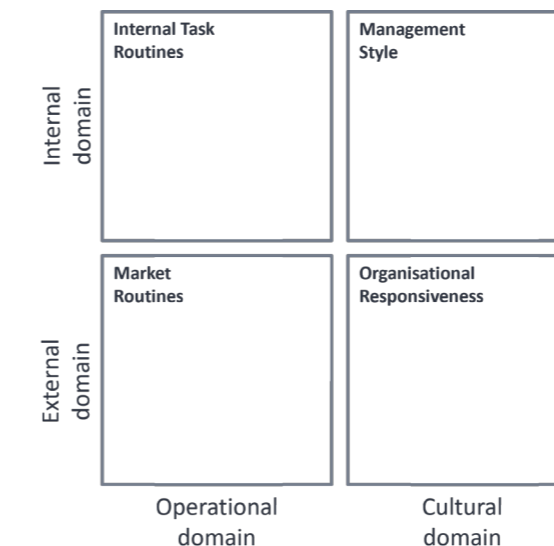 Internal Task
Routines
Management
Style
Internal
domain
Market
Routines
Organisational
Responsiveness
External
domain
Operational
domain
Cultural
domain